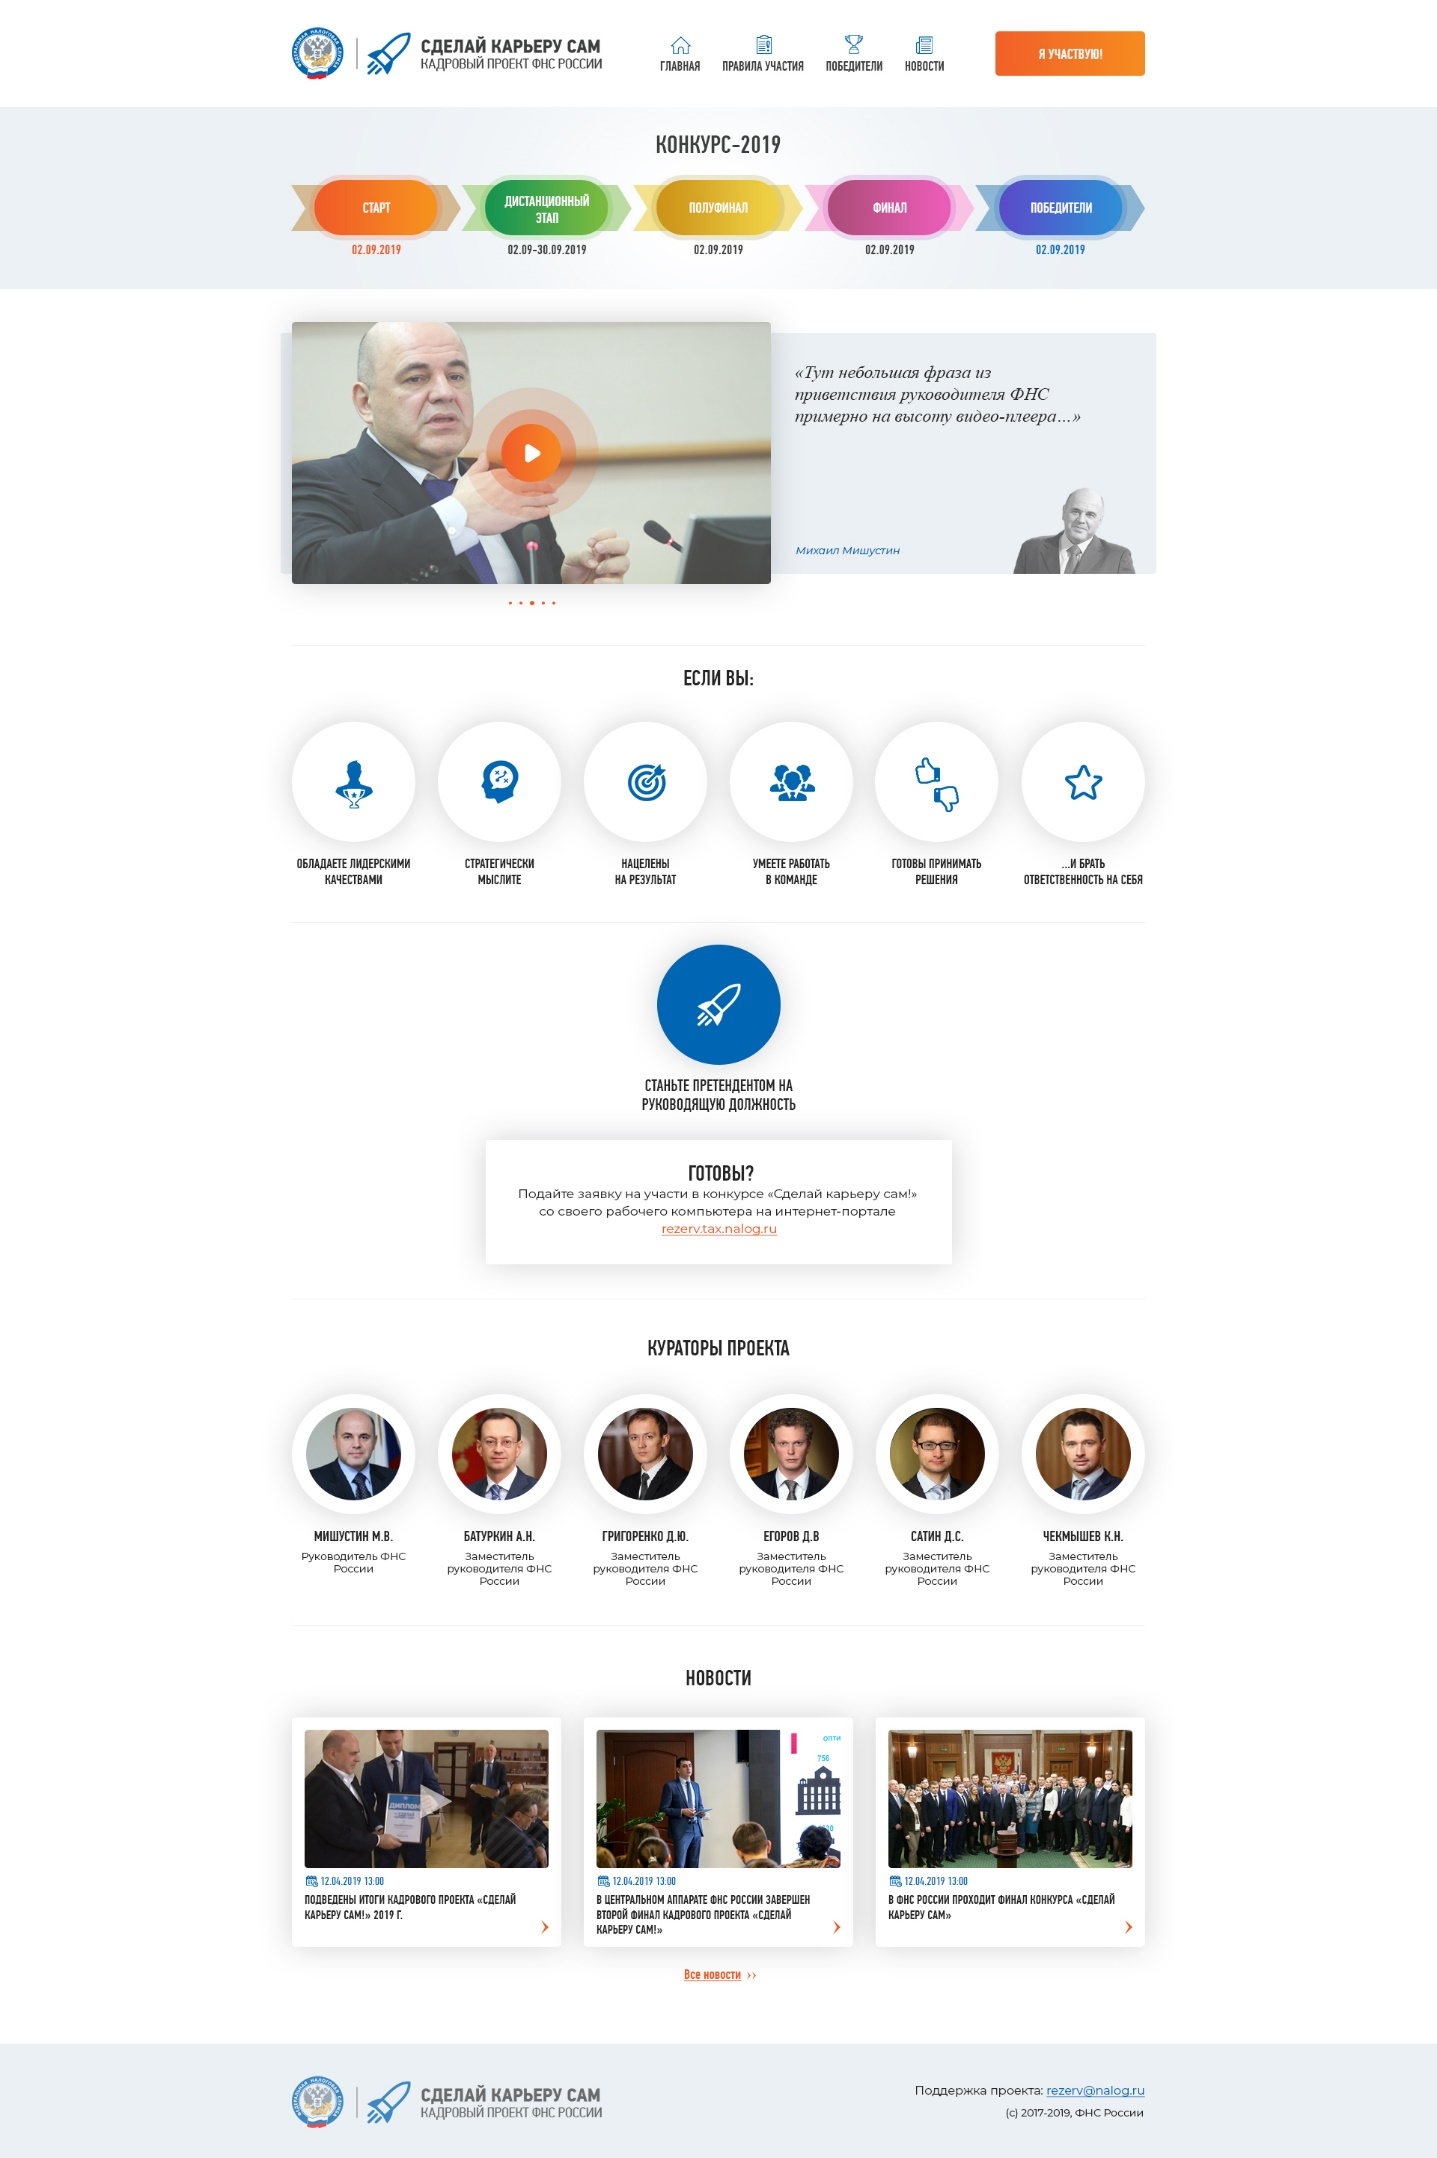 СДЕЛАЙ КАРЬЕРУ САМ
КАДРОВЫЙ ПРОЕКТ ФНС РОССИИ
ГЛАВНАЯ
ПРАВИЛА УЧАСТИЯ
ПОБЕДИТЕЛИ
НОВОСТИ
Я УЧАСТВУЮ!
КОНКУРС-2019
СТАРТ
ДИСТАНЦИОННЫЙ
ЭТАП
ПОЛУФИНАЛ
ФИНАЛ
ПОБЕДИТЕЛИ
02.09.2019
02.09-30.09.2019
02.09.2019
02.09.2019
02.09.2019
«Тут небольшая фраза из
приветствия руководителя ФНС
примерно на высоту видео-плеера...»
Михаил Мишустин
ЕСЛИ ВЫ:
ОБЛАДАЕТЕ ЛИДЕРСКИМИ
КАЧЕСТВАМИ
СТРАТЕГИЧЕСКИ
МЫСЛИТЕ
НАЦЕЛЕНЫ
НА РЕЗУЛЬТАТ
УМЕЕТЕ РАБОТАТЬ
В КОМАНДЕ
ГОТОВЫ ПРИНИМАТЬ
РЕШЕНИЯ
...И БРАТЬ
ОТВЕТСТВЕННОСТЬ НА СЕБЯ
СТАНЬТЕ ПРЕТЕНДЕНТОМ НА
РУКОВОДЯЩУЮ ДОЛЖНОСТЬ
ГОТОВЫ?
Подайте заявку на участи в конкурсе «Сделай карьеру сам!»
со своего рабочего компьютера на интернет-портале
rezerv.tax.nalog.ru
КУРАТОРЫ ПРОЕКТА
МИШУСТИН М.В.
Руководитель ФНС
России
БАТУРКИН А.Н.
Заместитель
руководителя ФНС
России
ГРИГОРЕНКО Д.Ю.
Заместитель
руководителя ФНС
России
ЕГОРОВ Д.В
Заместитель
руководителя ФНС
России
САТИН Д.С.
Заместитель
руководителя ФНС
России
ЧЕКМЫШЕВ К.Н.
Заместитель
руководителя ФНС
России
НОВОСТИ
ДИПЛОМ
12.04.2019 13:00
ПОДВЕДЕНЫ ИТОГИ КАДРОВОГО ПРОЕКТА «СДЕЛАЙ
КАРЬЕРУ САМ!» 2019 Г.
опти
756
12.04.2019 13:00
В ЦЕНТРАЛЬНОМ АППАРАТЕ ФНС РОССИИ ЗАВЕРШЕН
ВТОРОЙ ФИНАЛ КАДРОВОГО ПРОЕКТА «СДЕЛАЙ
КАРЬЕРУ САМ!»
12.04.2019 13:00
В ФНС РОССИИ ПРОХОДИТ ФИНАЛ КОНКУРСА «СДЕЛАЙ
КАРЬЕРУ САМ»
Все новости ››
СДЕЛАЙ КАРЬЕРУ САМ
КАДРОВЫЙ ПРОЕКТ ФНС РОССИИ
Поддержка проекта: rezerv@nalog.ru
(c) 2017-2019, ФНС России